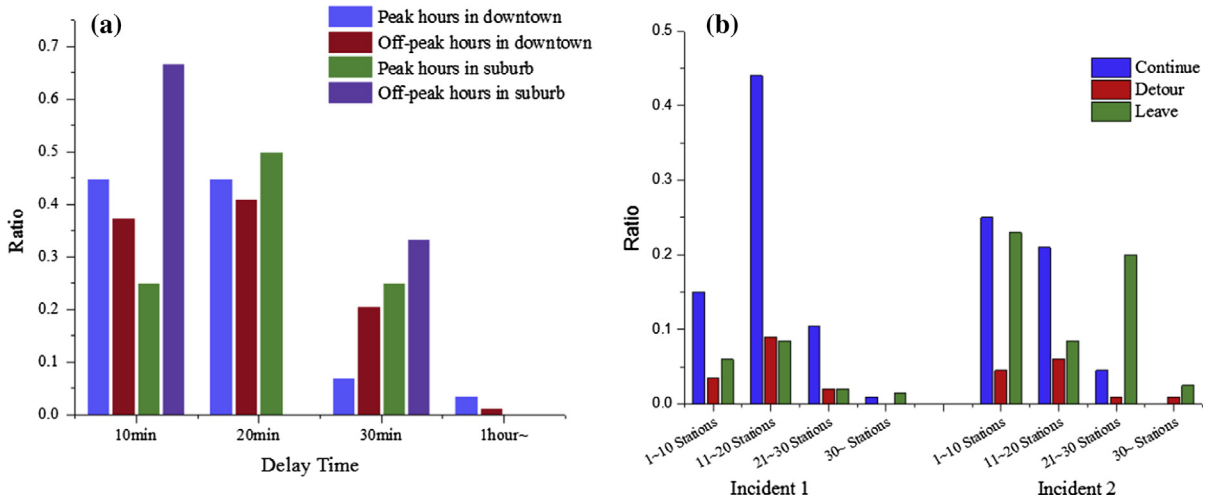 (a)
Peak hours in downtown
Off-peak hours in downtown
Peak hours in suburb
Off-peak hours in suburb
0.7
0.6
0.5
0.4
0.3
0.2
0.1
0.0
Ratio
10min
20min
30min
1hour~
Delay Time
(b)
Continue
Detour
Leave
0.5
0.4
0.3
0.2
0.1
0.0
Ratio
1~10 Stations
11~20 Stations
21~30 Stations
30~ Stations
1~10 Stations
11~20 Stations
21~30 Stations
30~ Stations
Incident 1
Incident 2